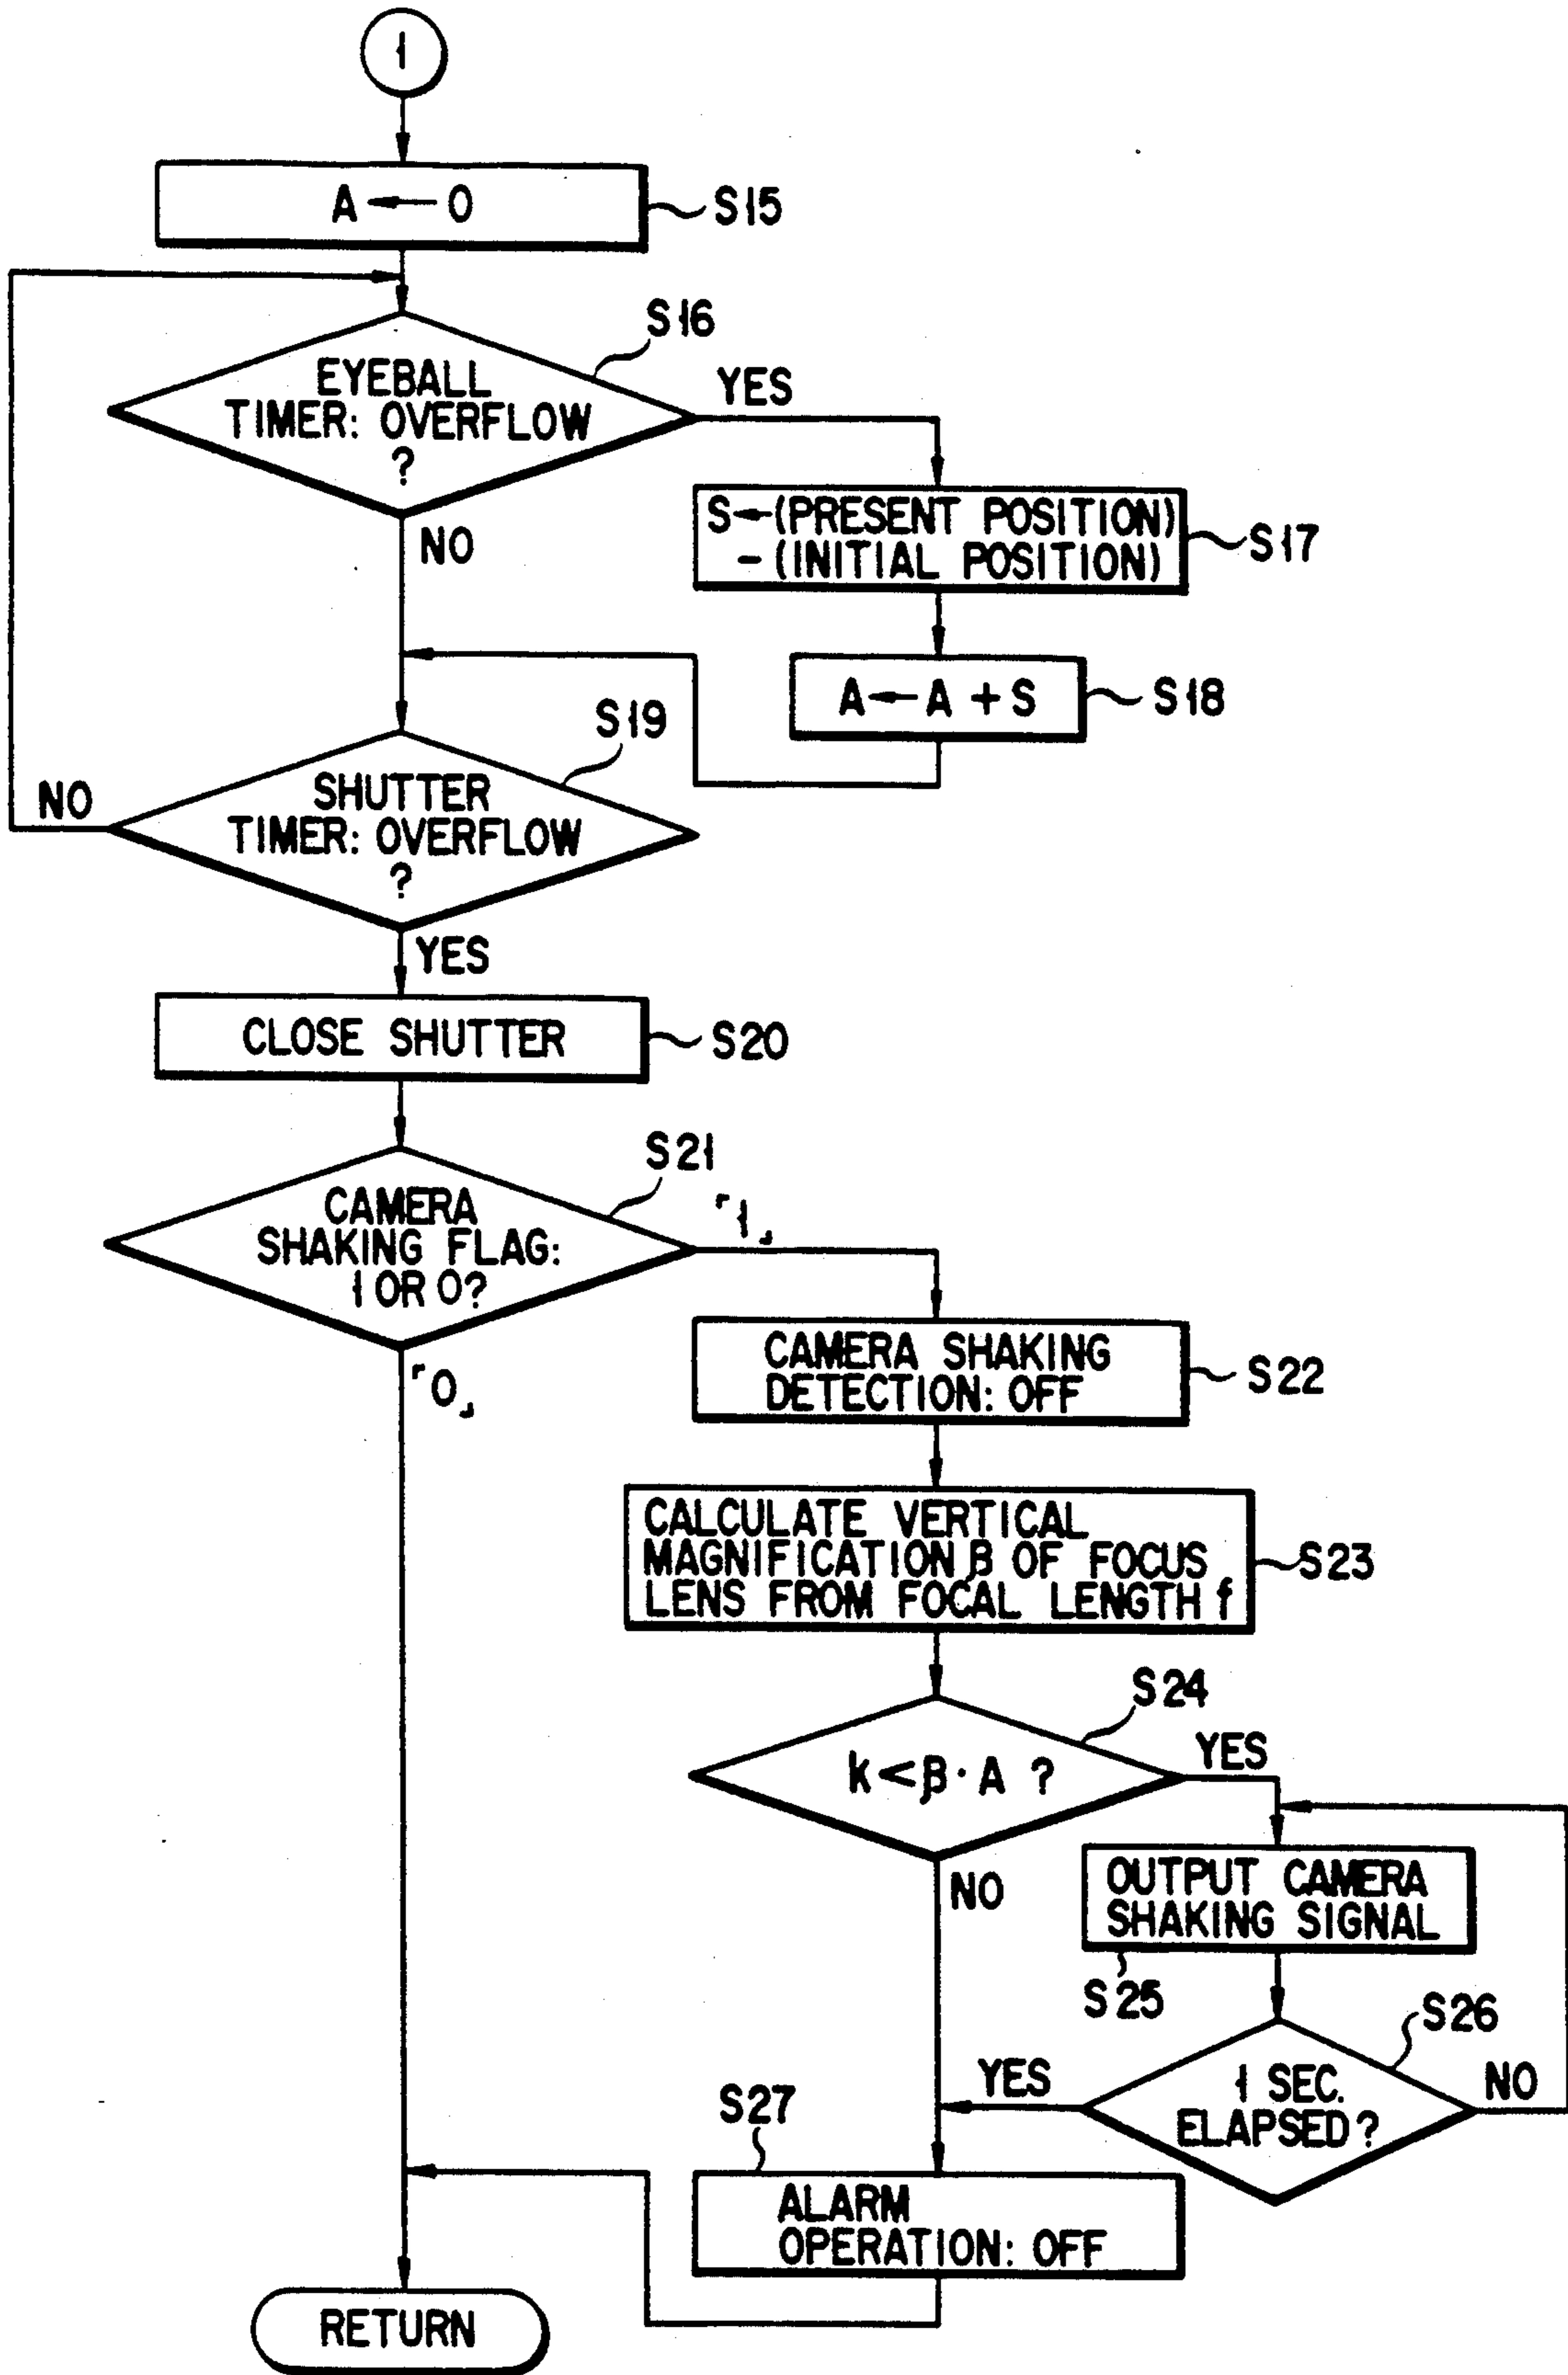 1
A ← 0
S15
S16
EYEBALL
TIMER: OVERFLOW
?
YES
NO
S ← (PRESENT POSITION)
- (INITIAL POSITION)
S17
A ← A + S
S18
S19
SHUTTER
TIMER: OVERFLOW
?
NO
YES
CLOSE SHUTTER
S20
S21
CAMERA
SHAKING FLAG:
1 OR 0?
「1」
「0」
CAMERA SHAKING
DETECTION: OFF
S22
CALCULATE VERTICAL
MAGNIFICATION β OF FOCUS
LENS FROM FOCAL LENGTH f
S23
S24
k < β · A ?
YES
NO
OUTPUT CAMERA
SHAKING SIGNAL
S25
S26
1 SEC.
ELAPSED?
YES
NO
S27
ALARM
OPERATION: OFF
RETURN